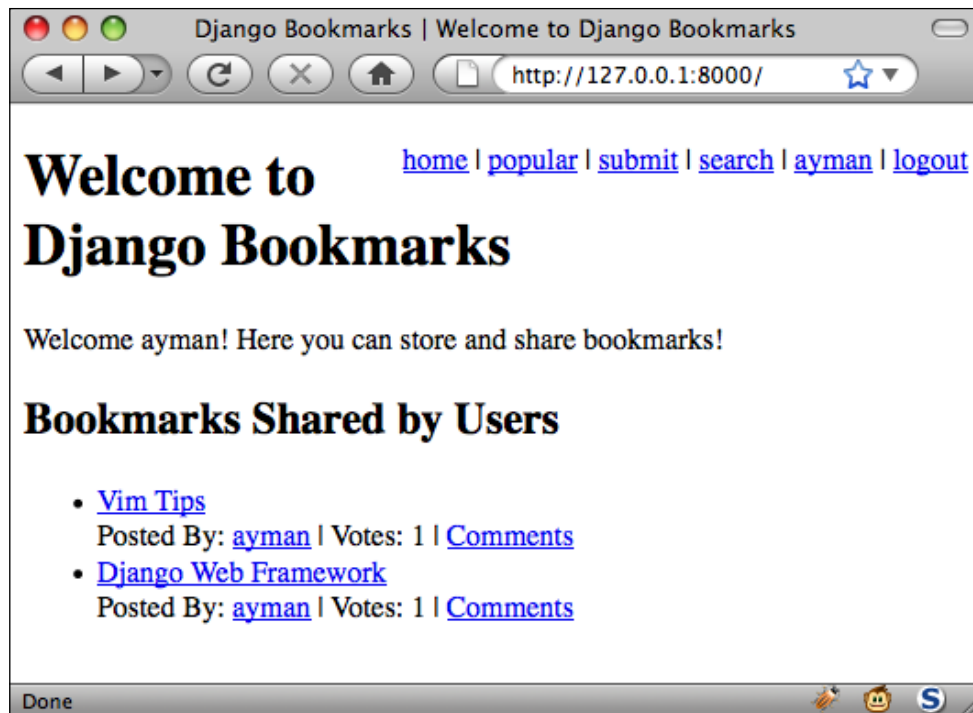 Django Bookmarks | Welcome to Django Bookmarks
http://127.0.0.1:8000/
home | popular | submit | search | ayman | logout
Welcome to
Django Bookmarks
Welcome ayman! Here you can store and share bookmarks!
Bookmarks Shared by Users
• Vim Tips
Posted By: ayman | Votes: 1 | Comments
• Django Web Framework
Posted By: ayman | Votes: 1 | Comments
Done
S